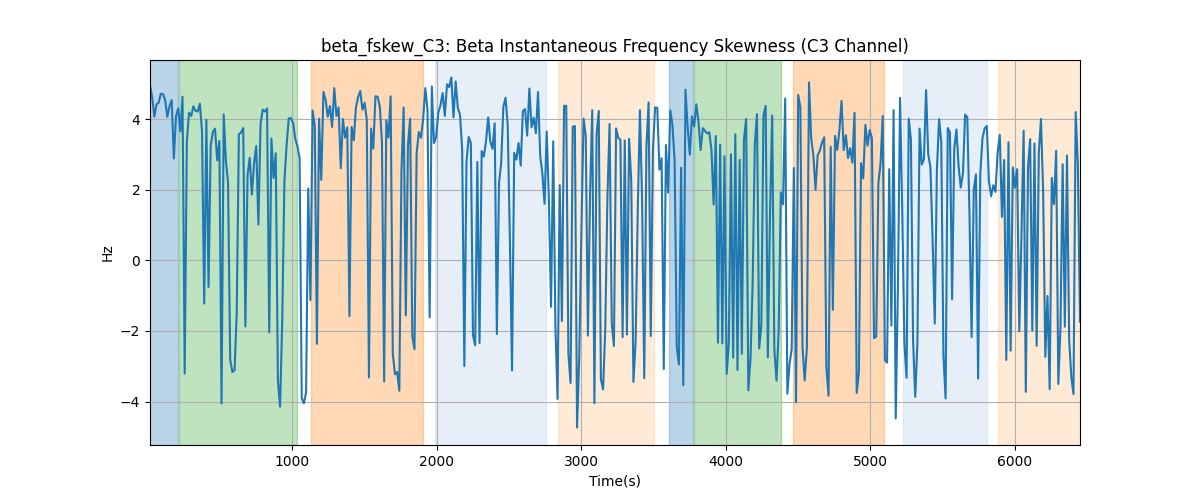 beta_fskew_C3: Beta Instantaneous Frequency Skewness (C3 Channel)
4
2
0
−2
−4
Hz
1000 2000 3000 4000 5000 6000
Time(s)